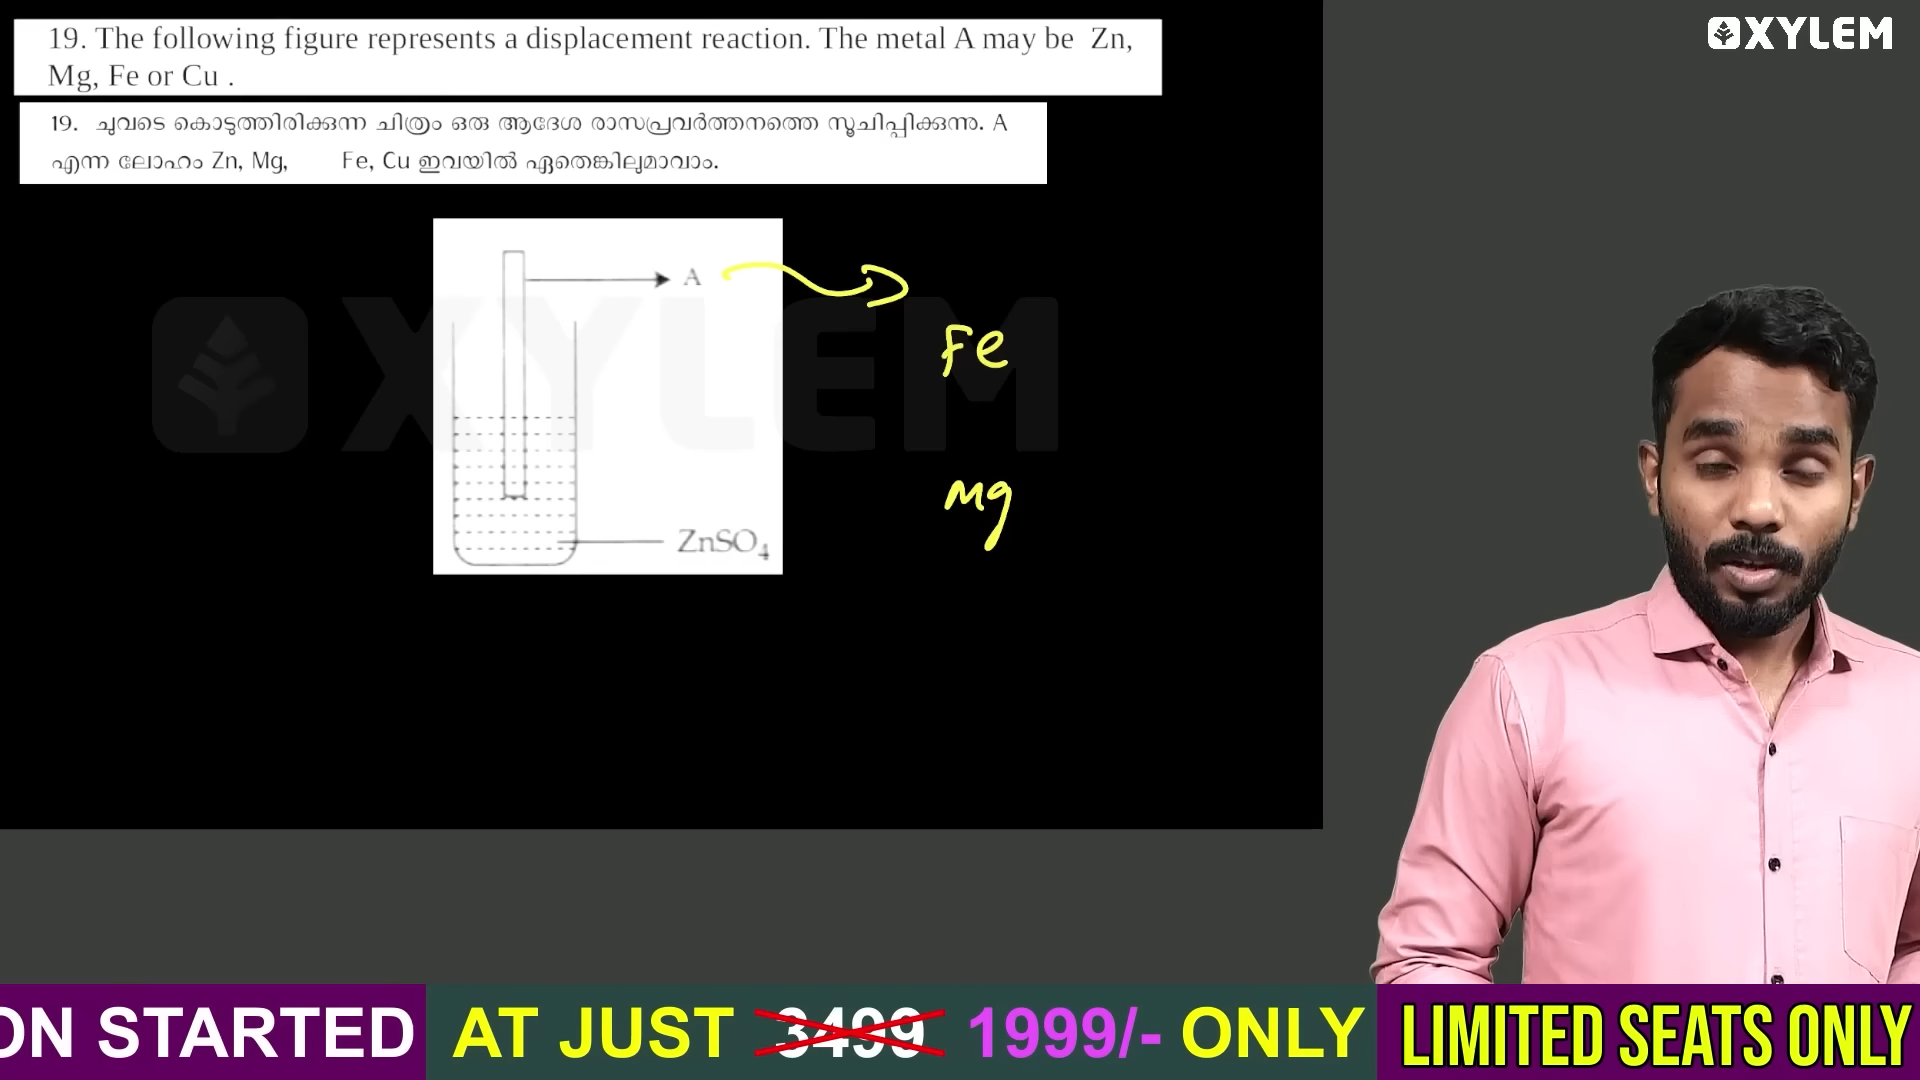 19. The following figure represents a displacement reaction. The metal A may be Zn,
Mg, Fe or Cu .
XYLEM
19. ചുവടെ കൊടുത്തിരിക്കുന്ന ചിത്രം ഒരു ആദേശ രാസപ്രവർത്തനത്തെ സൂചിപ്പിക്കുന്നു. A
എന്ന ലോഹം Zn, Mg, Fe, Cu ഇവയിൽ ഏതെങ്കിലുമാവാം.
A
Fe
XYLEM
Mg
ZnSO₄
ON STARTED AT JUST 3499 1999/- ONLY LIMITED SEATS ONLY